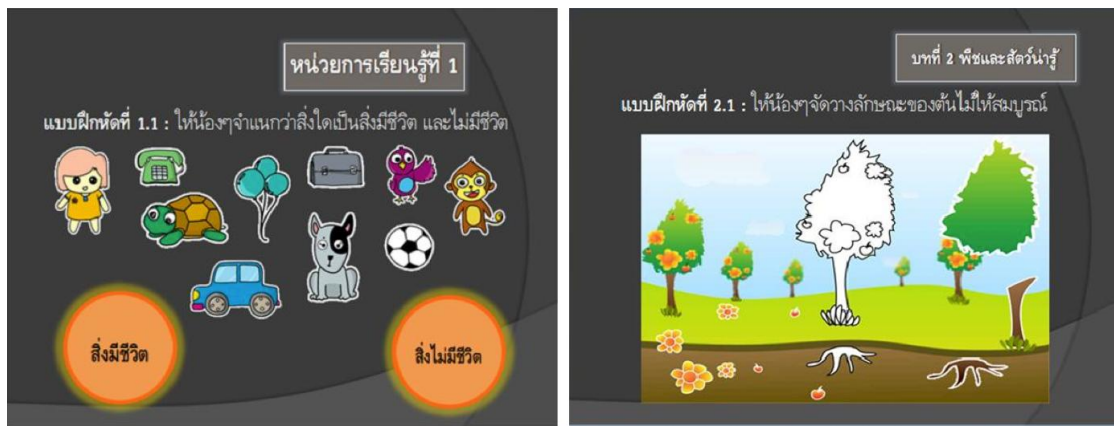 หน่วยการเรียนรู้ที่ 1
แบบฝึกหัดที่ 1.1 : ให้น้องๆจำแนกว่าสิ่งใดเป็นสิ่งมีชีวิต และไม่มีชีวิต
สิ่งมีชีวิต
สิ่งไม่มีชีวิต
บทที่ 2 พืชและสัตว์น่ารู้
แบบฝึกหัดที่ 2.1 : ให้น้องๆจัดวางลักษณะของต้นไม้ให้สมบูรณ์